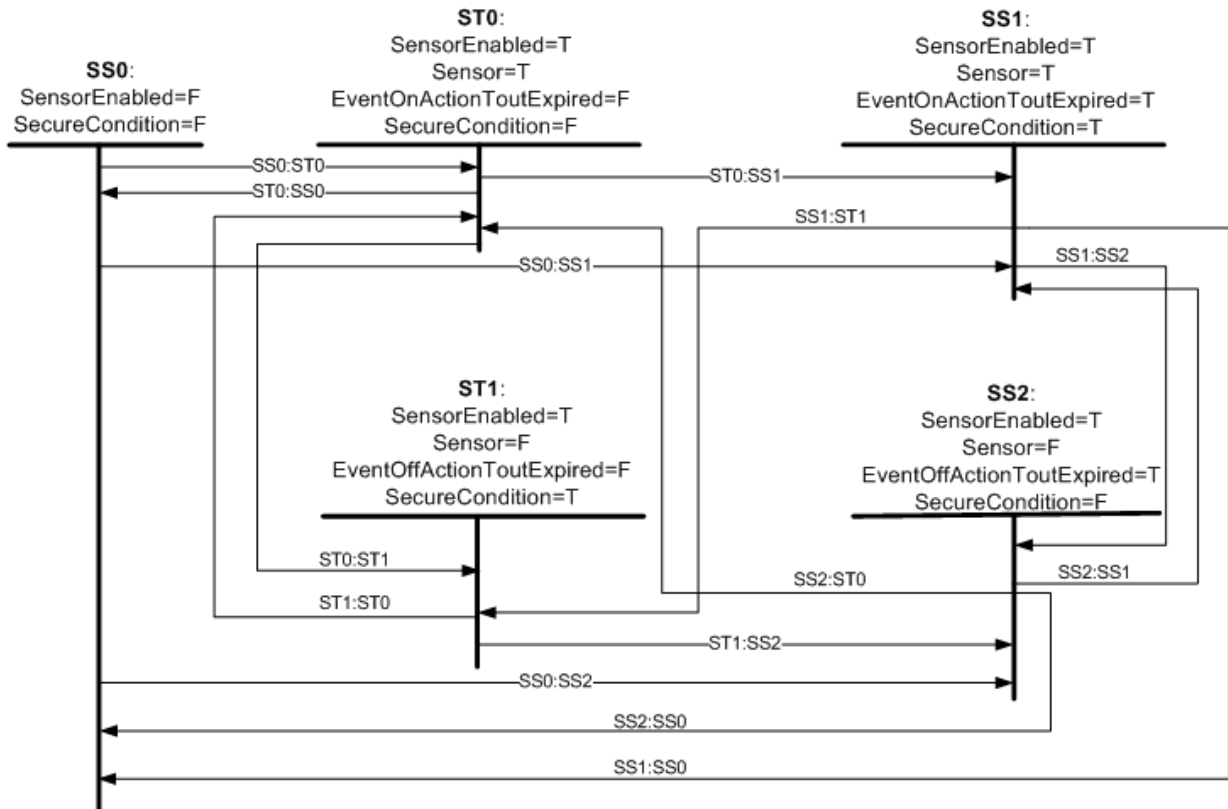 SS0:
SensorEnabled=F
SecureCondition=F
ST0:
SensorEnabled=T
Sensor=T
EventOnActionToutExpired=F
SecureCondition=F
SS1:
SensorEnabled=T
Sensor=T
EventOnActionToutExpired=T
SecureCondition=T
SS0:ST0
ST0:SS1
ST0:SS0
SS1:ST1
SS1:SS2
SS0:SS1
ST1:
SensorEnabled=T
Sensor=F
EventOffActionToutExpired=F
SecureCondition=T
SS2:
SensorEnabled=T
Sensor=F
EventOffActionToutExpired=T
SecureCondition=F
ST0:ST1
SS2:ST0
SS2:SS1
ST1:ST0
ST1:SS2
SS0:SS2
SS2:SS0
SS1:SS0